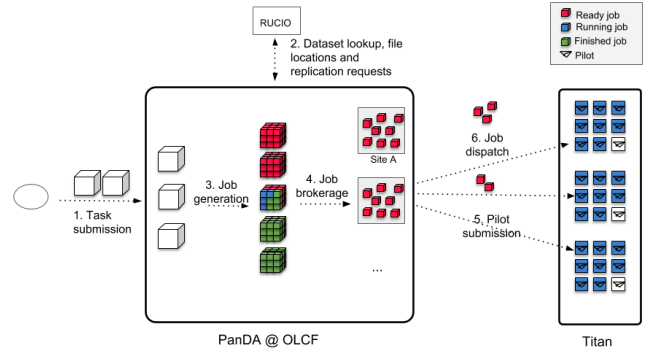 RUCIO
2. Dataset lookup, file
locations and
replication requests
Ready job
Running job
Finished job
Pilot
1. Task
submission
3. Job
generation
4. Job
brokerage
Site A
...
6. Job
dispatch
5. Pilot
submission
PanDA @ OLCF
Titan